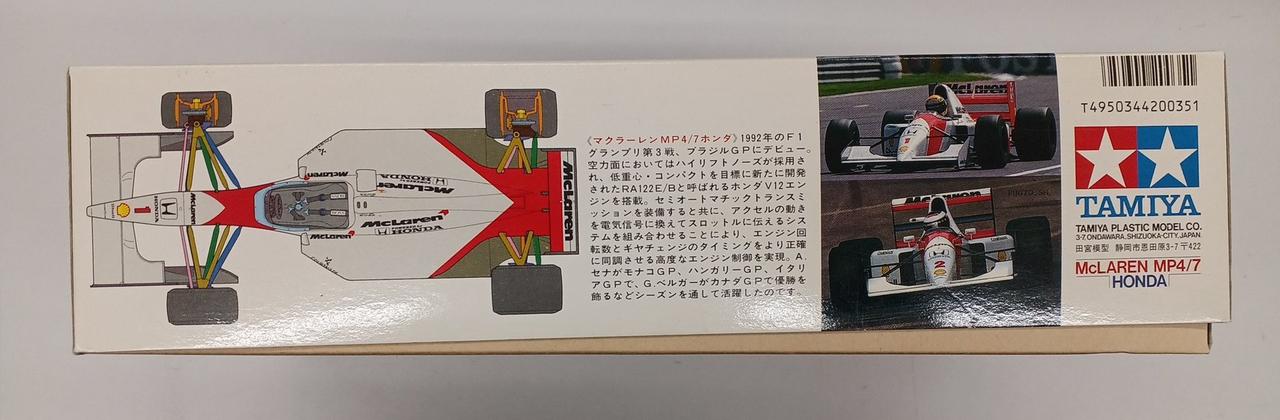 1
HONDA
McLaren
HONDA
McLaren
McLaren
HONDA
McLaren
《マクラーレンMP4/7ホンダ》1992年のF1
グランプリ第3戦、ブラジルGPにデビュー。
空力面においてはハイリフトノーズが採用さ
れ、低重心・コンパクトを目標に新たに開発
されたRA122E/Bと呼ばれるホンダV12エン
ジンを搭載。セミオートマチックトランスミ
ッションを装備すると共に、アクセルの動き
を電気信号に換えてスロットルに伝えるシス
テムを組み合わせることにより、エンジン回
転数とギヤチェンジのタイミングをより正確
に同調させる高度なエンジン制御を実現。A.
セナがモナコGP、ハンガリーGP、イタリ
アGPで、G.ベルガーがカナダGPで優勝を
飾るなどシーズンを通して活躍したのです。
McLaren
1
McLaren
2
T4950344200351
TAMIYA
TAMIYA PLASTIC MODEL CO.
3-7, ONDAWARA, SHIZUOKA-CITY, JAPAN.
田宮模型 静岡市恩田原3-7 〒422
McLAREN MP4/7
HONDA